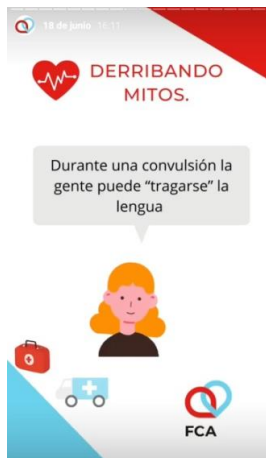 18 de junio 16:11
DERRIBANDO
MITOS.
Durante una convulsión la
gente puede “tragarse” la
lengua
FCA